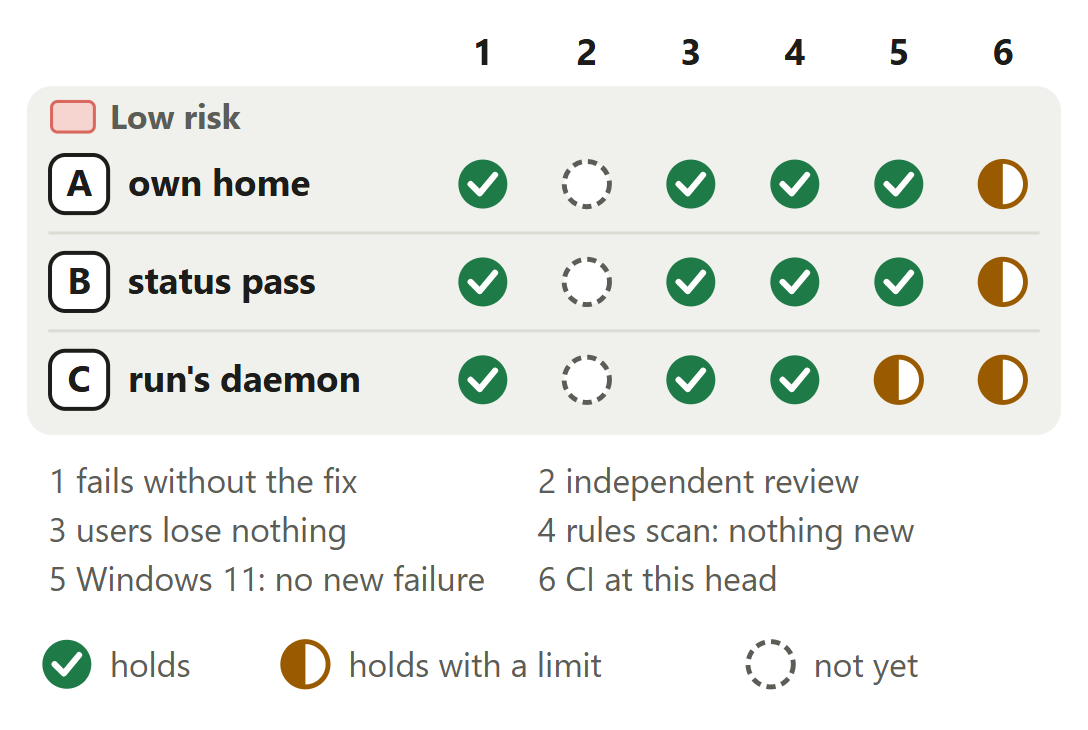 1 2 3 4 5 6
Low risk
A own home
B status pass
C run's daemon
1 fails without the fix 2 independent review
3 users lose nothing 4 rules scan: nothing new
5 Windows 11: no new failure 6 CI at this head
holds holds with a limit not yet